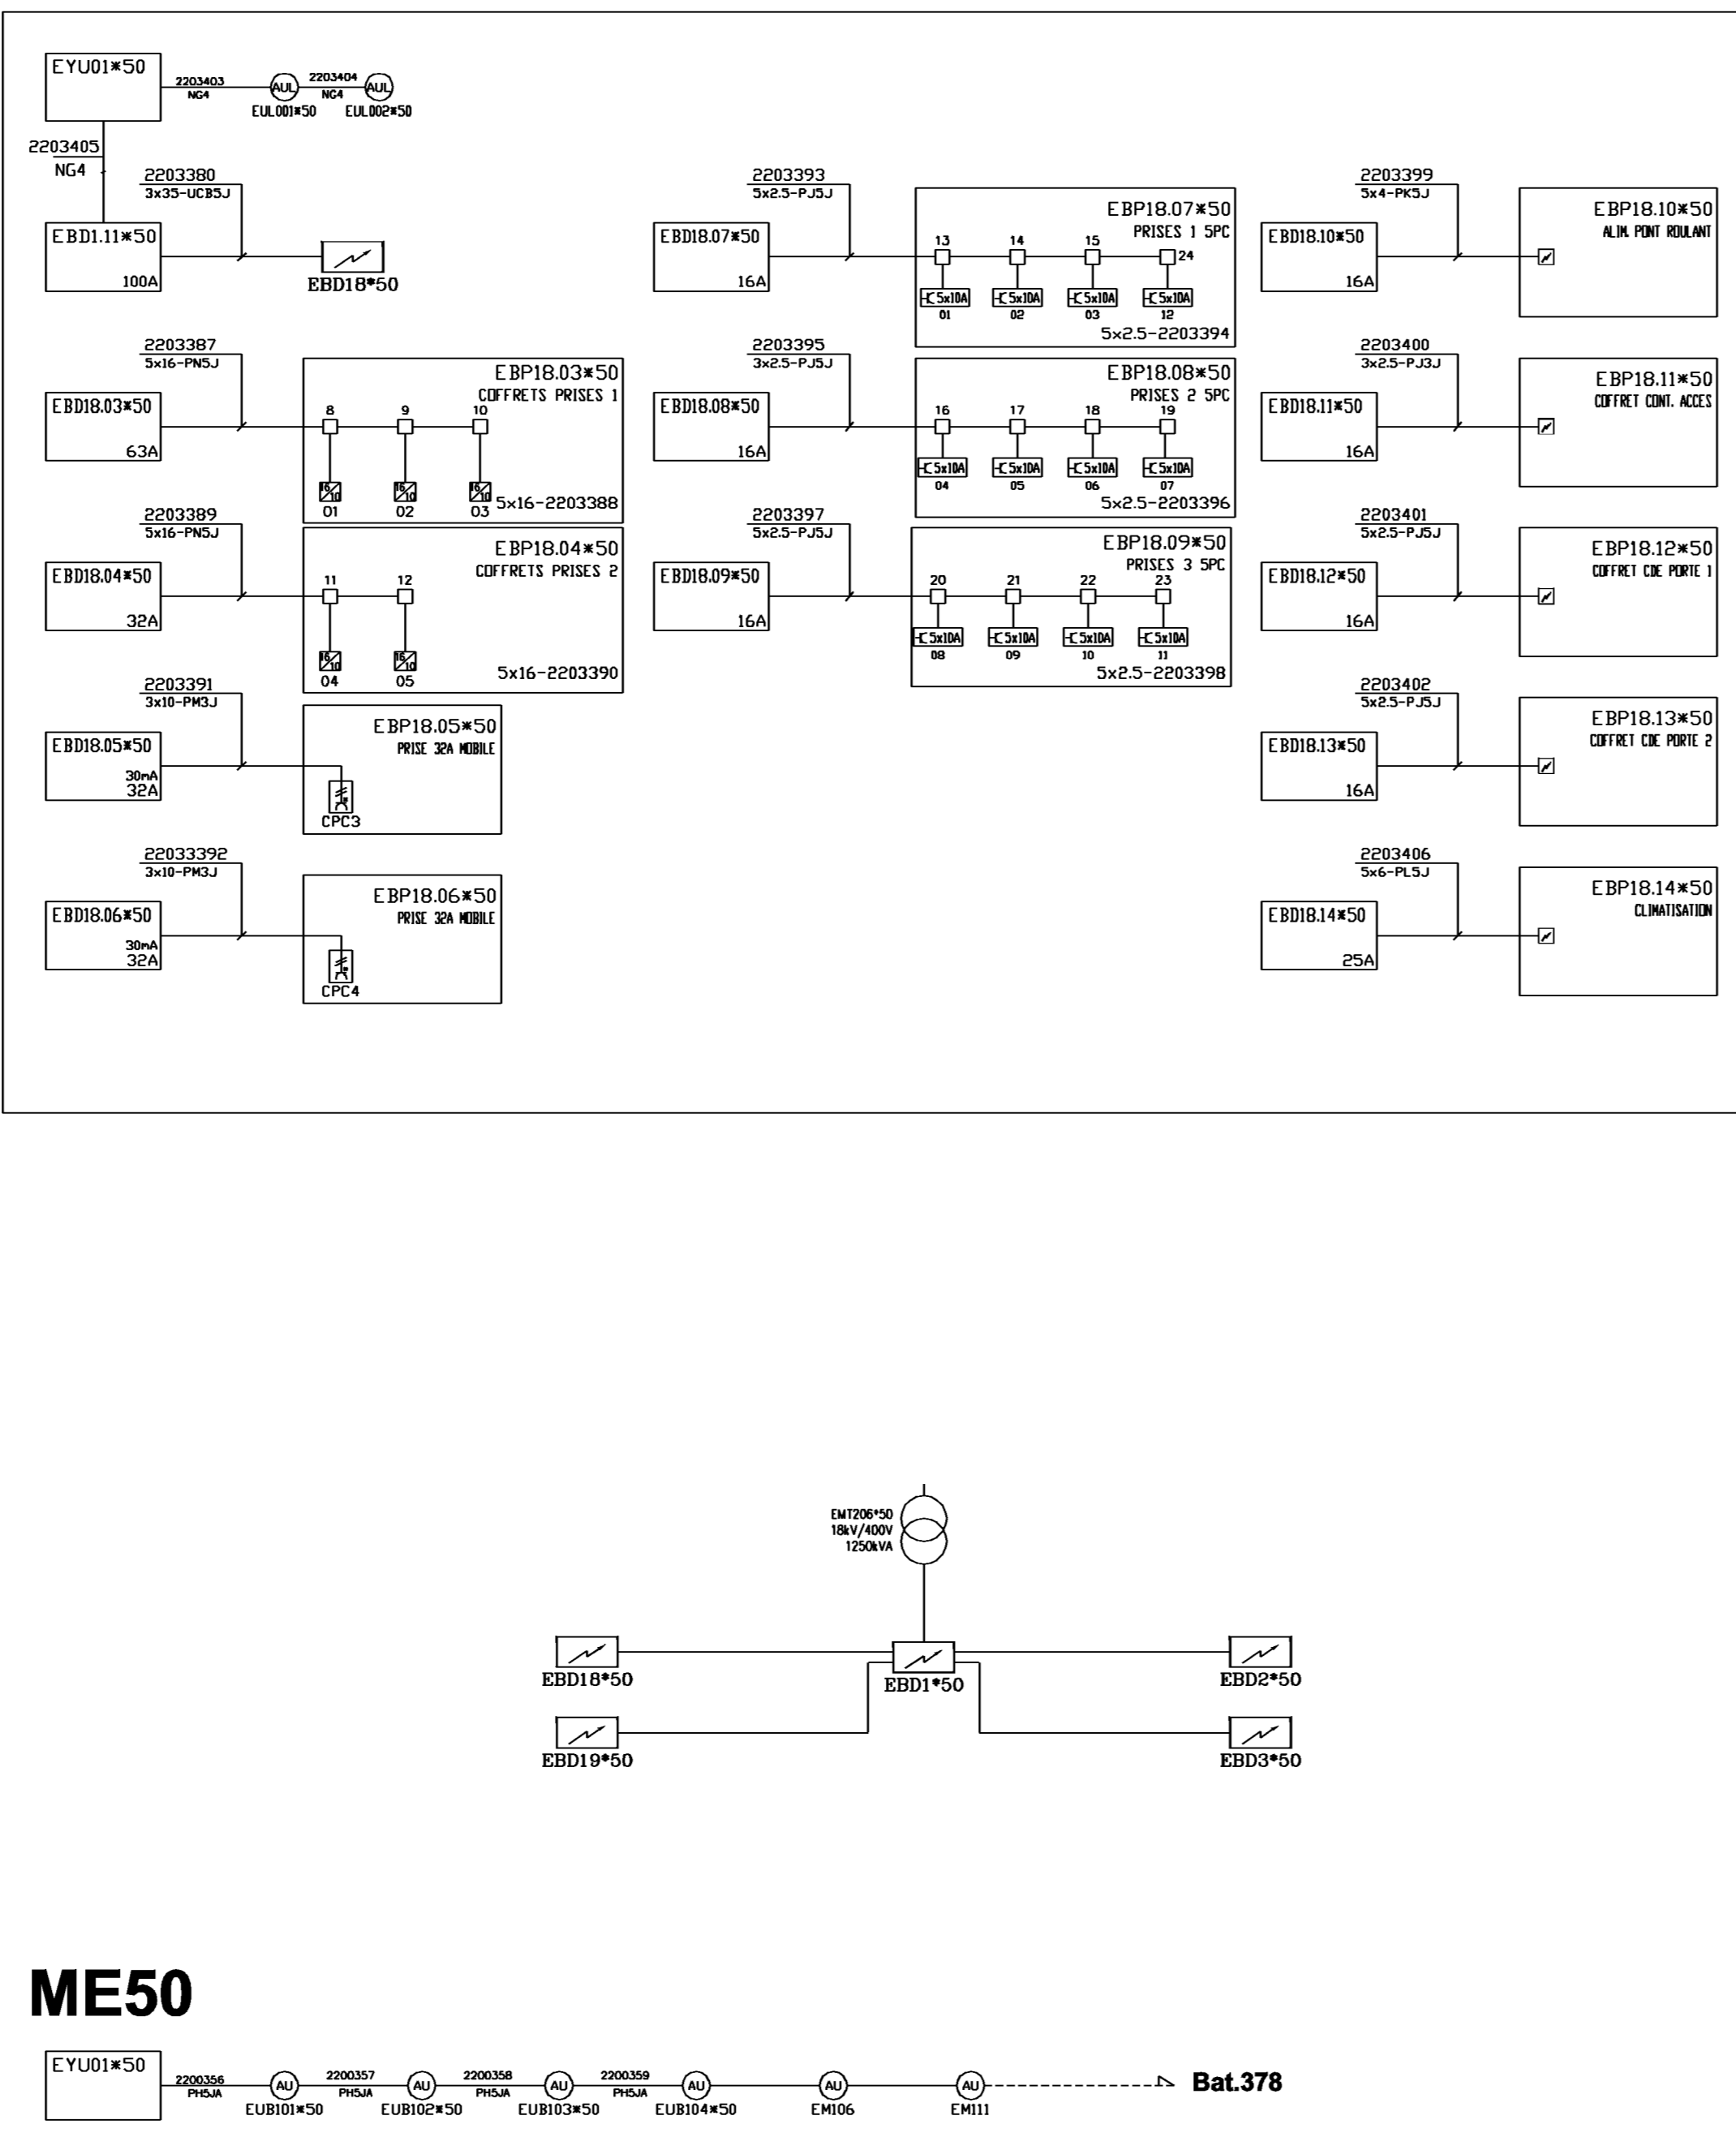 EYU01*50
2203403
NG4
AUL
EUL001*50
2203404
NG4
AUL
EUL002*50
2203405
NG4
2203380
3x35-UCB5J
EBD1.11*50
100A
EBD18*50
2203387
5x16-PN5J
EBD18.03*50
63A
EBP18.03*50
COFFRETS PRISES 1
8 9 10
16/10 16/10 16/10
01 02 03
5x16-2203388
2203389
5x16-PN5J
EBD18.04*50
32A
EBP18.04*50
COFFRETS PRISES 2
11 12
16/10 16/10
04 05
5x16-2203390
2203391
3x10-PM3J
EBD18.05*50
30mA
32A
EBP18.05*50
PRISE 32A MOBILE
CPC3
22033392
3x10-PM3J
EBD18.06*50
30mA
32A
EBP18.06*50
PRISE 32A MOBILE
CPC4
2203393
5x2.5-PJ5J
EBD18.07*50
16A
EBP18.07*50
PRISES 1 5PC
13 14 15 24
5x10A 5x10A 5x10A 5x10A
01 02 03 12
5x2.5-2203394
2203395
3x2.5-PJ5J
EBD18.08*50
16A
EBP18.08*50
PRISES 2 5PC
16 17 18 19
5x10A 5x10A 5x10A 5x10A
04 05 06 07
5x2.5-2203396
2203397
5x2.5-PJ5J
EBD18.09*50
16A
EBP18.09*50
PRISES 3 5PC
20 21 22 23
5x10A 5x10A 5x10A 5x10A
08 09 10 11
5x2.5-2203398
2203399
5x4-PK5J
EBD18.10*50
16A
EBP18.10*50
ALIM. PONT ROULANT
2203400
3x2.5-PJ3J
EBD18.11*50
16A
EBP18.11*50
COFFRET CONT. ACCES
2203401
5x2.5-PJ5J
EBD18.12*50
16A
EBP18.12*50
COFFRET CDE PORTE 1
2203402
5x2.5-PJ5J
EBD18.13*50
16A
EBP18.13*50
COFFRET CDE PORTE 2
2203406
5x6-PL5J
EBD18.14*50
25A
EBP18.14*50
CLIMATISATION
EMT206*50
18kV/400V
1250kVA
EBD18*50
EBD1*50
EBD2*50
EBD19*50
EBD3*50
ME50
EYU01*50
2200356
PH5JA
AU
EUB101*50
2200357
PH5JA
AU
EUB102*50
2200358
PH5JA
AU
EUB103*50
2200359
PH5JA
AU
EUB104*50
AU
EM106
AU
EM111
Bat.378